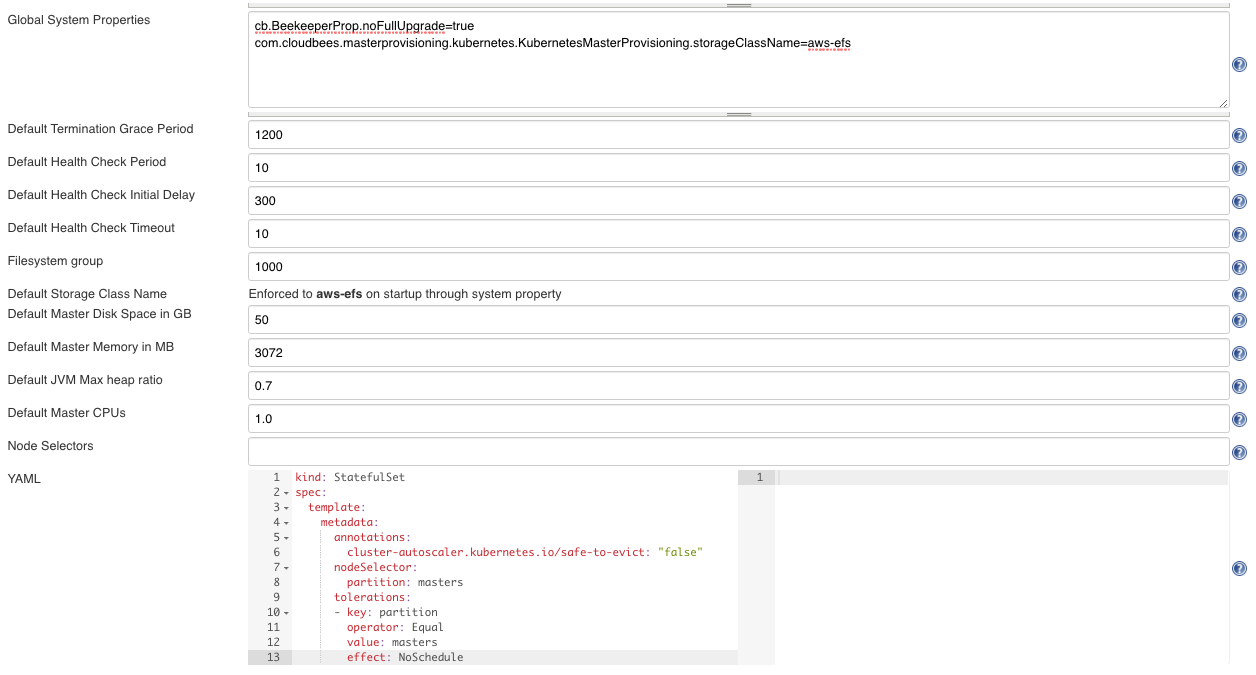 Global System Properties
cb.BeekeeperProp.noFullUpgrade=true
com.cloudbees.masterprovisioning.kubernetes.KubernetesMasterProvisioning.storageClassName=aws-efs
Default Termination Grace Period 1200
Default Health Check Period 10
Default Health Check Initial Delay 300
Default Health Check Timeout 10
Filesystem group 1000
Default Storage Class Name Enforced to aws-efs on startup through system property
Default Master Disk Space in GB 50
Default Master Memory in MB 3072
Default JVM Max heap ratio 0.7
Default Master CPUs 1.0
Node Selectors
YAML
1 kind: StatefulSet 1
2 spec:
3 template:
4 metadata:
5 annotations:
6 cluster-autoscaler.kubernetes.io/safe-to-evict: "false"
7 nodeSelector:
8 partition: masters
9 tolerations:
10 - key: partition
11 operator: Equal
12 value: masters
13 effect: NoSchedule